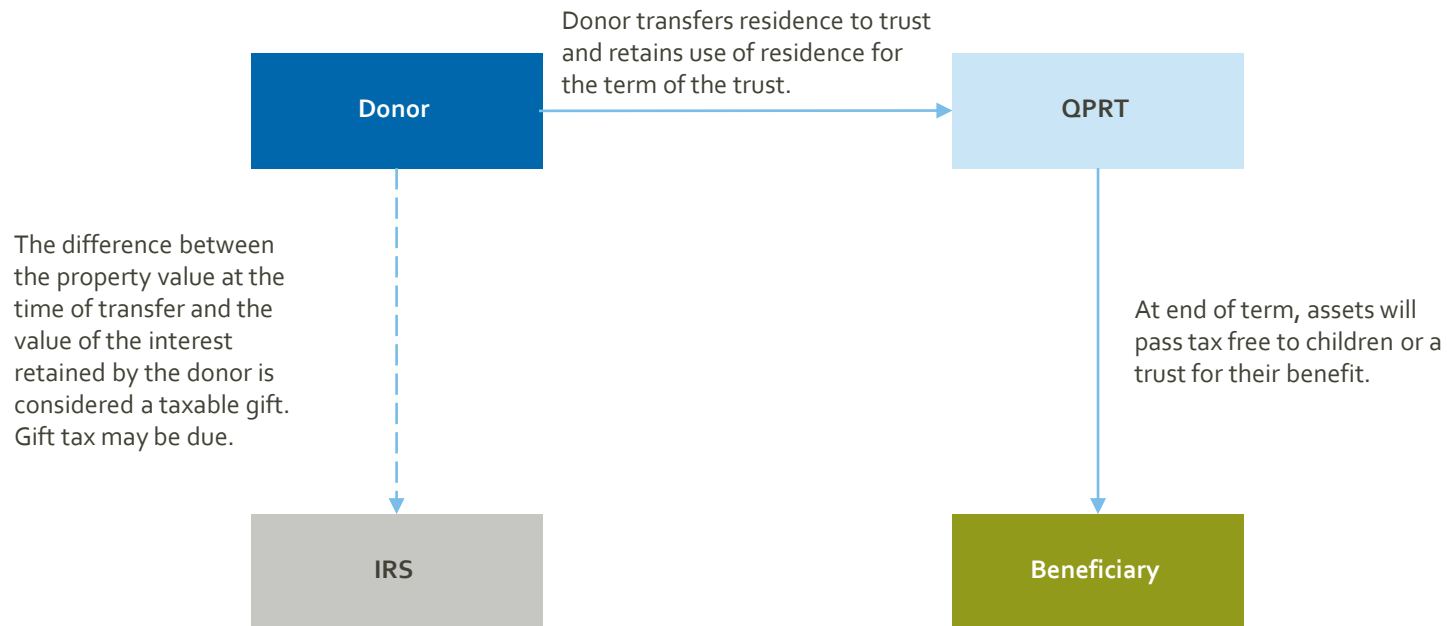 Donor transfers residence to trust
and retains use of residence for
the term of the trust.
Donor
QPRT
The difference between
the property value at the
time of transfer and the
value of the interest
retained by the donor is
considered a taxable gift.
Gift tax may be due.
At end of term, assets will
pass tax free to children or a
trust for their benefit.
IRS
Beneficiary